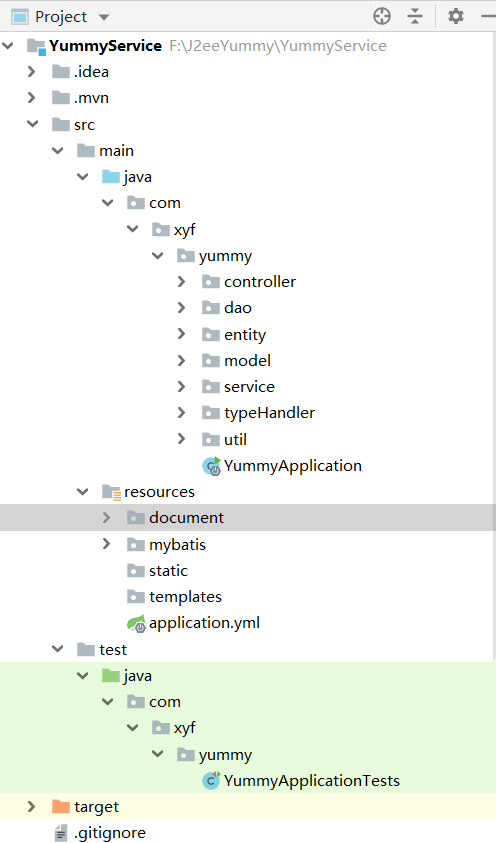 Project
YummyService F:\J2eeYummy\YummyService
.idea
.mvn
src
main
java
com
xyf
yummy
controller
dao
entity
model
service
typeHandler
util
YummyApplication
resources
document
mybatis
static
templates
application.yml
test
java
com
xyf
yummy
YummyApplicationTests
target
.gitignore